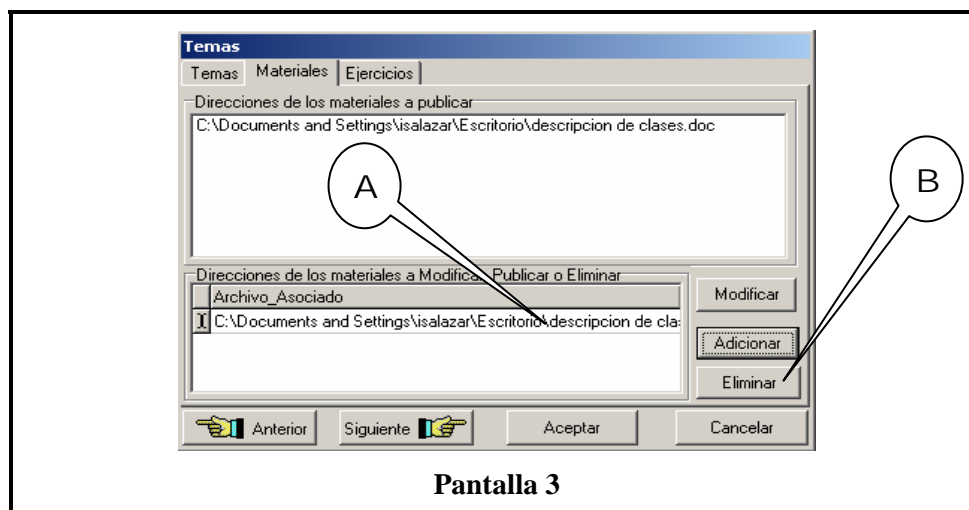 Temas
Temas Materiales Ejercicios
Direcciones de los materiales a publicar
C:\Documents and Settings\isalazar\Escritorio\descripcion de clases.doc
A
B
Direcciones de los materiales a Modificar, Publicar o Eliminar
Archivo_Asociado
C:\Documents and Settings\isalazar\Escritorio\descripcion de cla
Modificar
Adicionar
Eliminar
Anterior Siguiente Aceptar Cancelar
Pantalla 3